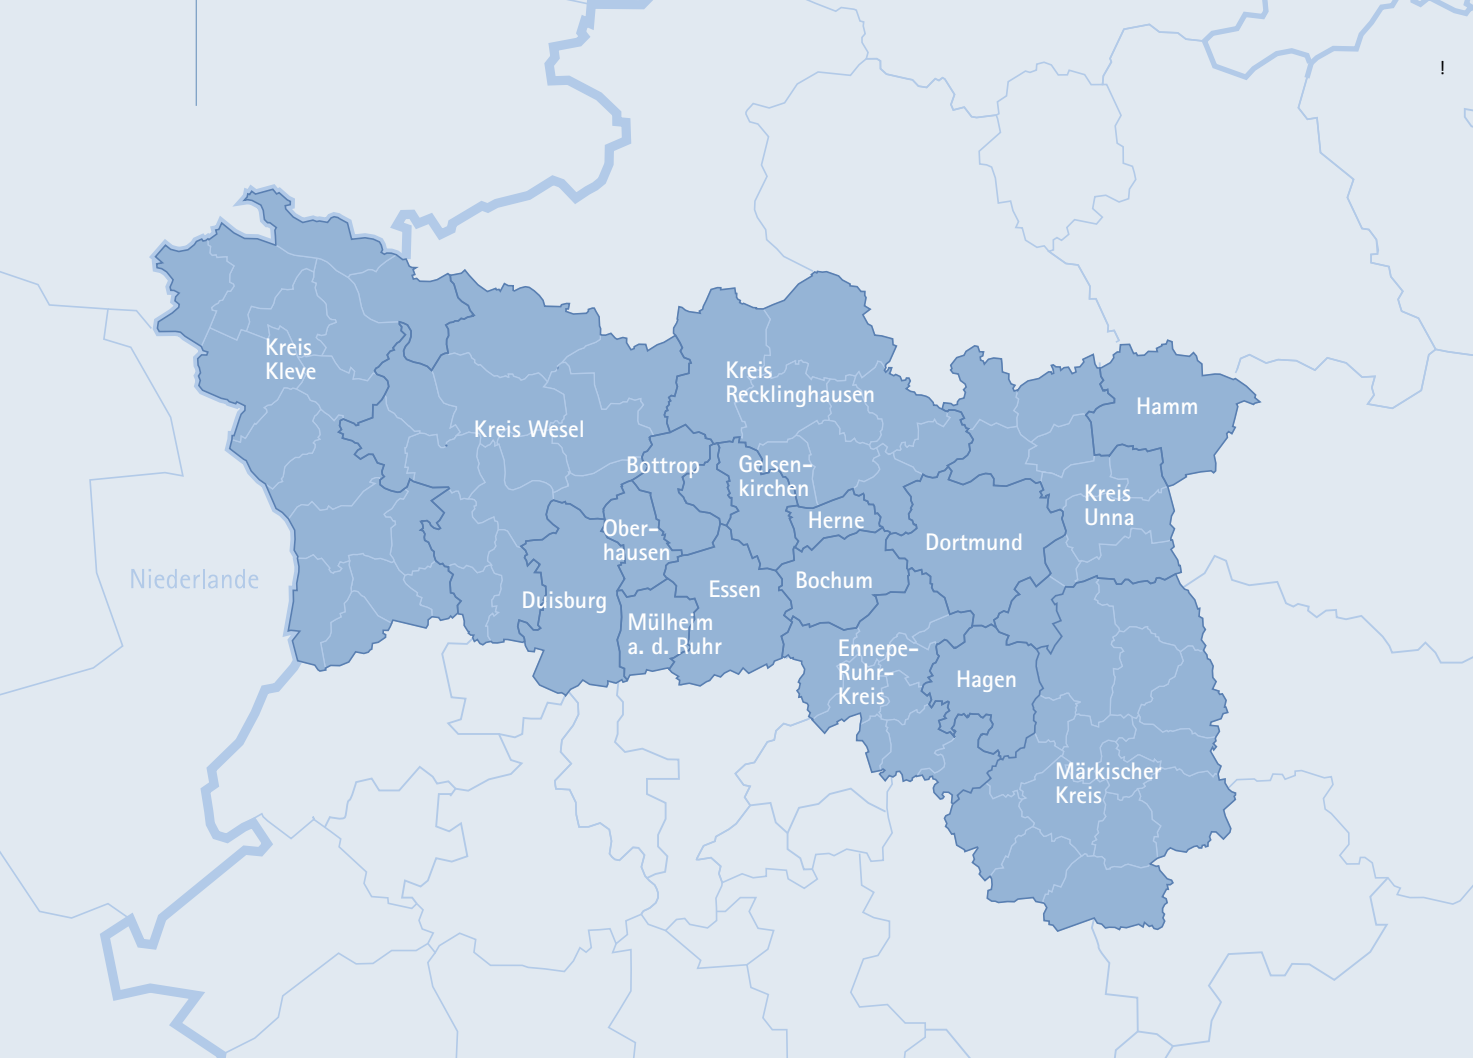 !
Kreis
Kleve
Kreis
Recklinghausen
Hamm
Kreis Wesel
Bottrop
Gelsen-
kirchen
Kreis
Unna
Herne
Ober-
hausen
Dortmund
Niederlande
Bochum
Essen
Duisburg
Mülheim
a. d. Ruhr
Ennepe-
Ruhr-
Kreis
Hagen
Märkischer
Kreis